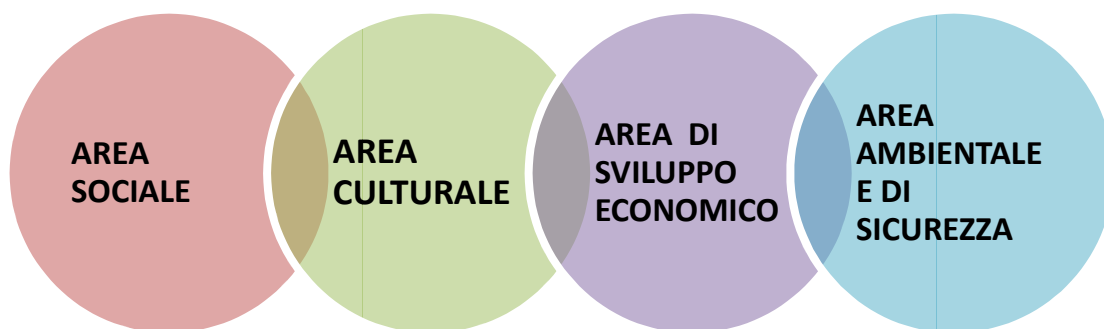 AREA
SOCIALE
AREA
CULTURALE
AREA DI
SVILUPPO
ECONOMICO
AREA
AMBIENTALE
E DI
SICUREZZA